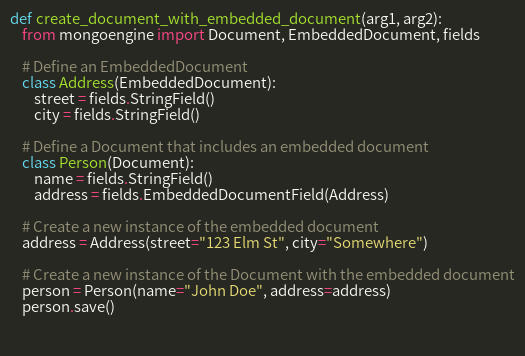 def create_document_with_embedded_document(arg1, arg2):
from mongoengine import Document, EmbeddedDocument, fields
# Define an EmbeddedDocument
class Address(EmbeddedDocument):
street = fields.StringField()
city = fields.StringField()
# Define a Document that includes an embedded document
class Person(Document):
name = fields.StringField()
address = fields.EmbeddedDocumentField(Address)
# Create a new instance of the embedded document
address = Address(street="123 Elm St", city="Somewhere")
# Create a new instance of the Document with the embedded document
person = Person(name="John Doe", address=address)
person.save()